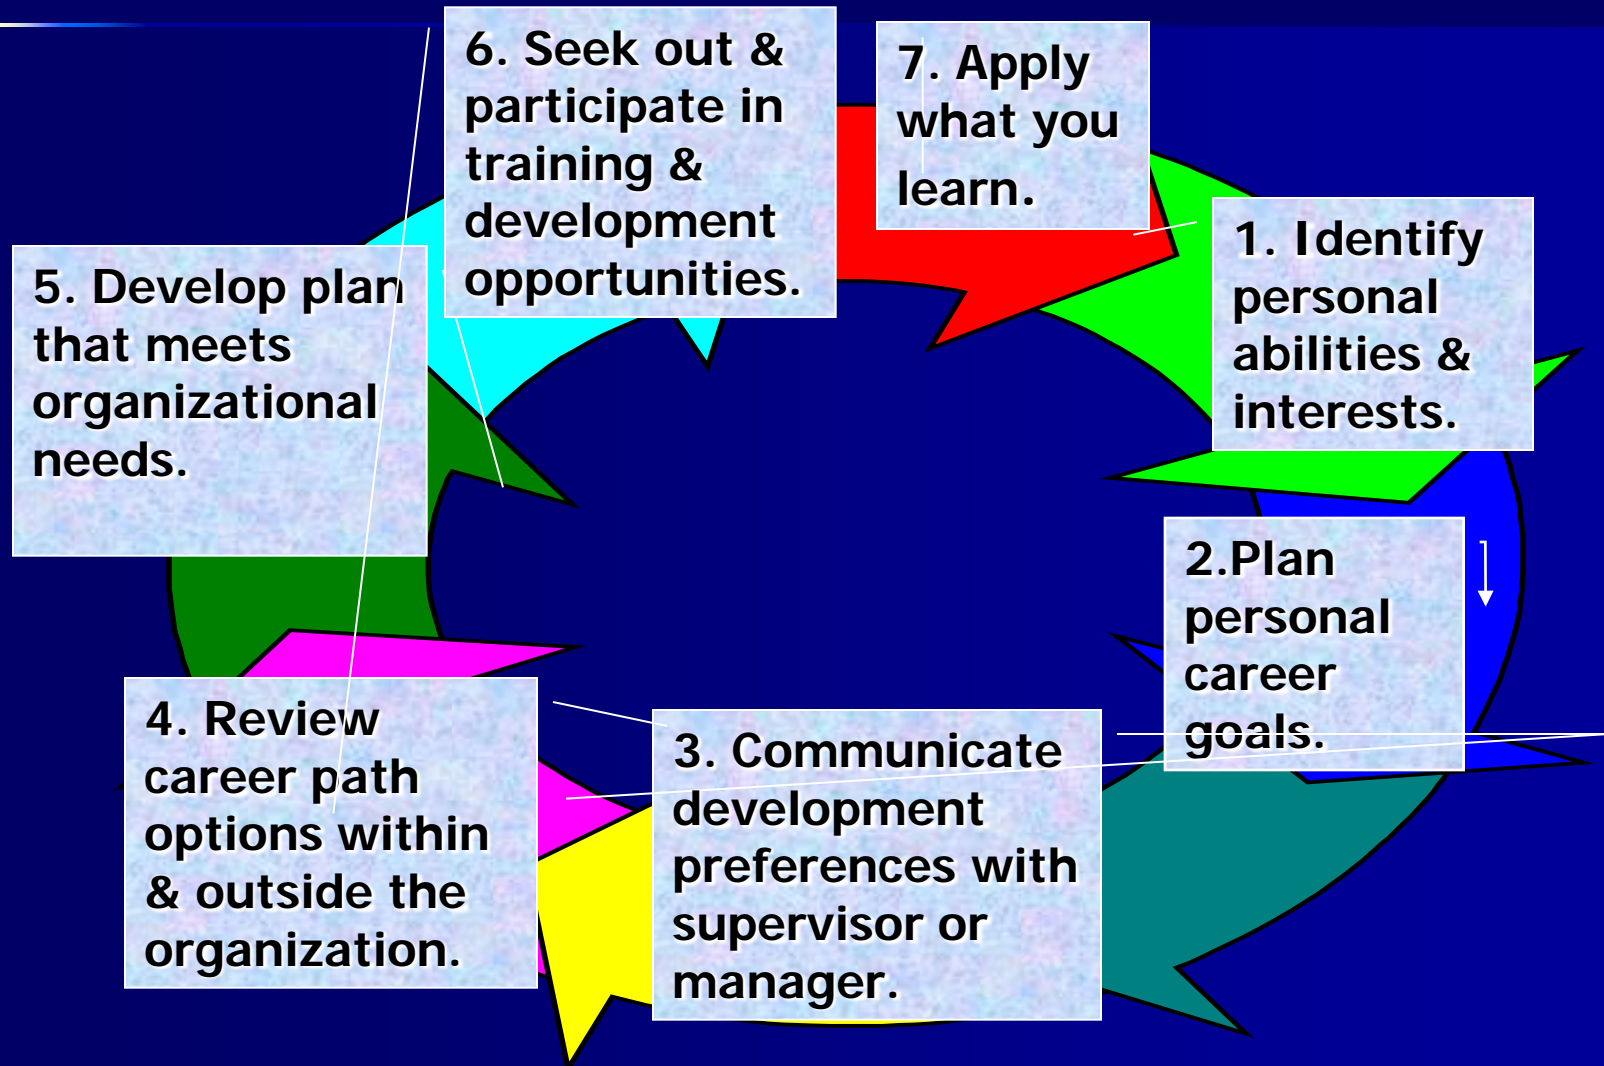 6. Seek out &
participate in
training &
development
opportunities.
7. Apply
what you
learn.
1. Identify
personal
abilities &
interests.
5. Develop plan
that meets
organizational
needs.
2.Plan
personal
career
goals.
4. Review
career path
options within
& outside the
organization.
3. Communicate
development
preferences with
supervisor or
manager.